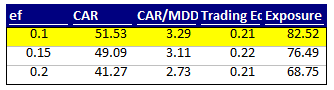 ef CAR CAR/MDD Trading Ec Exposure
0.1 51.53 3.29 0.21 82.52
0.15 49.09 3.11 0.22 76.49
0.2 41.27 2.73 0.21 68.75